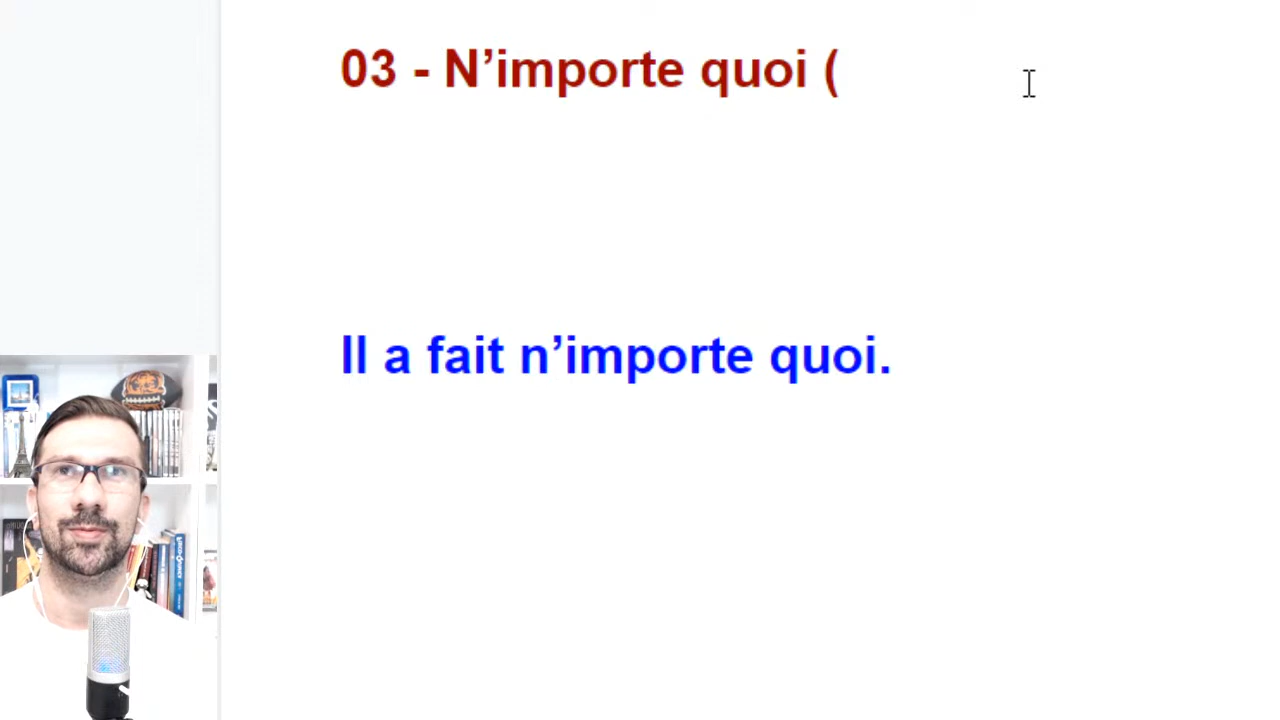 03 - N’importe quoi (
Il a fait n’importe quoi.